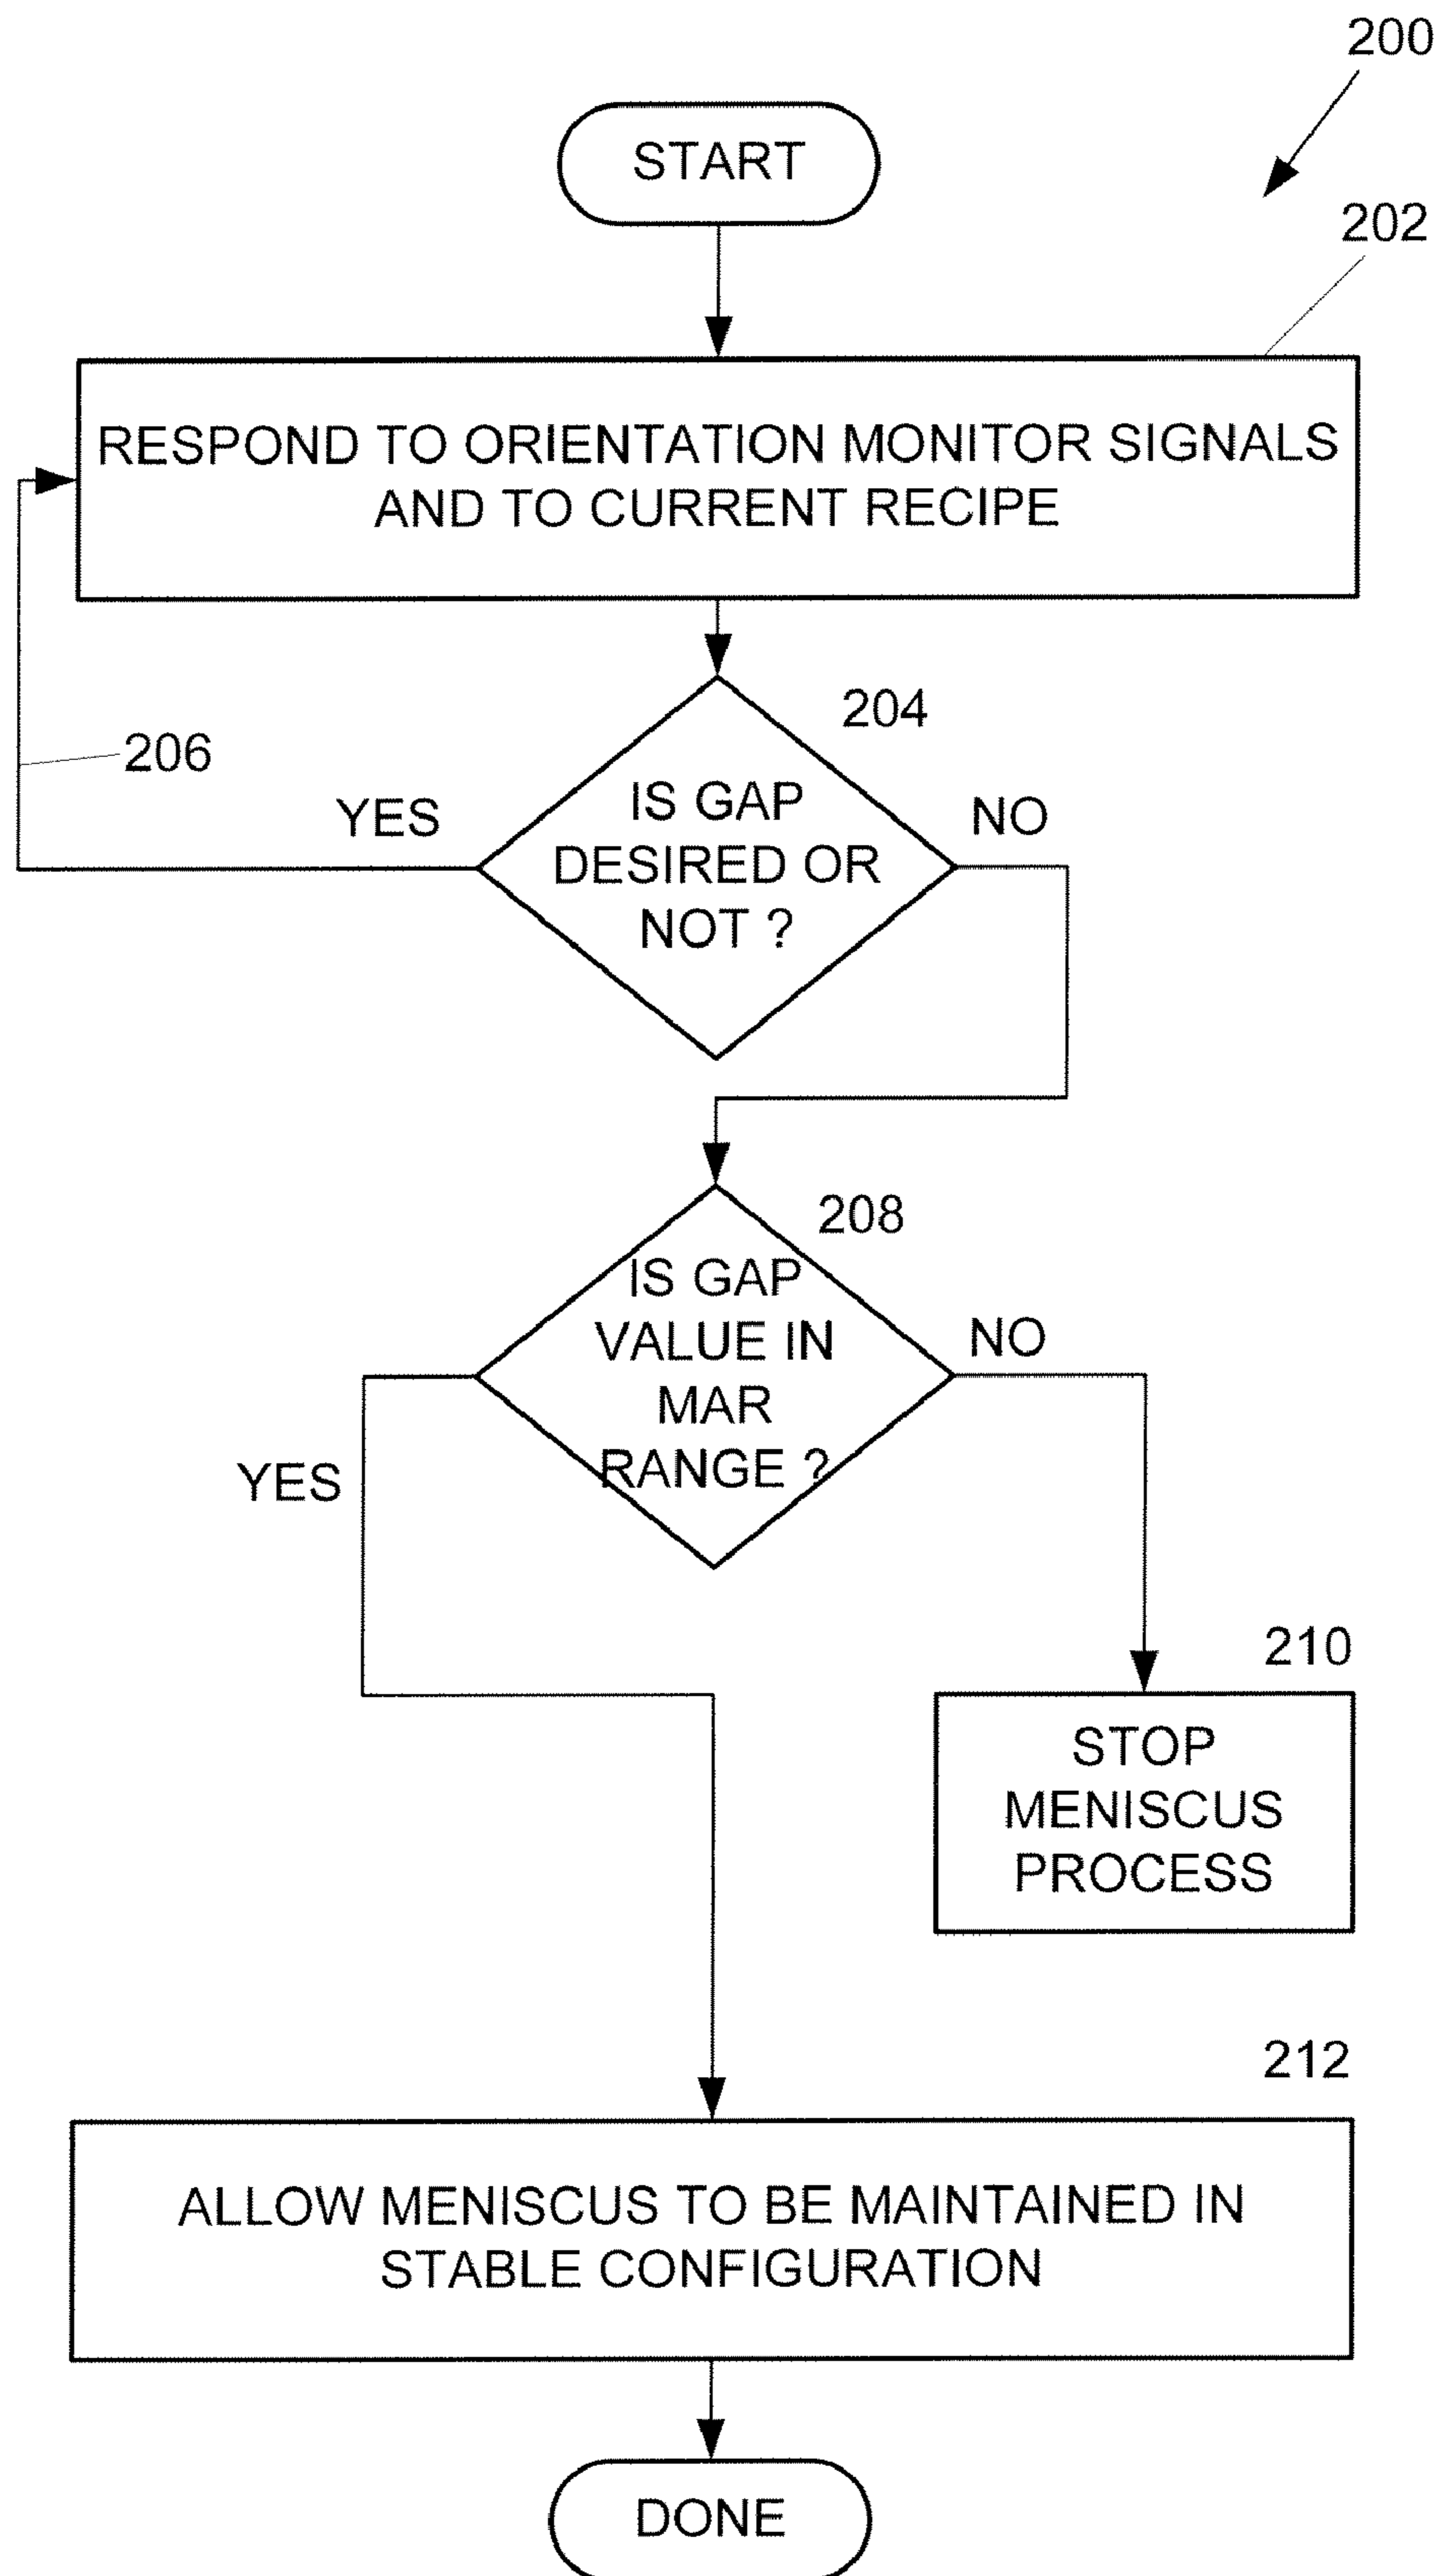 200
START
202
RESPOND TO ORIENTATION MONITOR SIGNALS
AND TO CURRENT RECIPE
204
206
YES
IS GAP
DESIRED OR
NOT ?
NO
208
IS GAP
VALUE IN
MAR
RANGE ?
NO
YES
210
STOP
MENISCUS
PROCESS
212
ALLOW MENISCUS TO BE MAINTAINED IN
STABLE CONFIGURATION
DONE